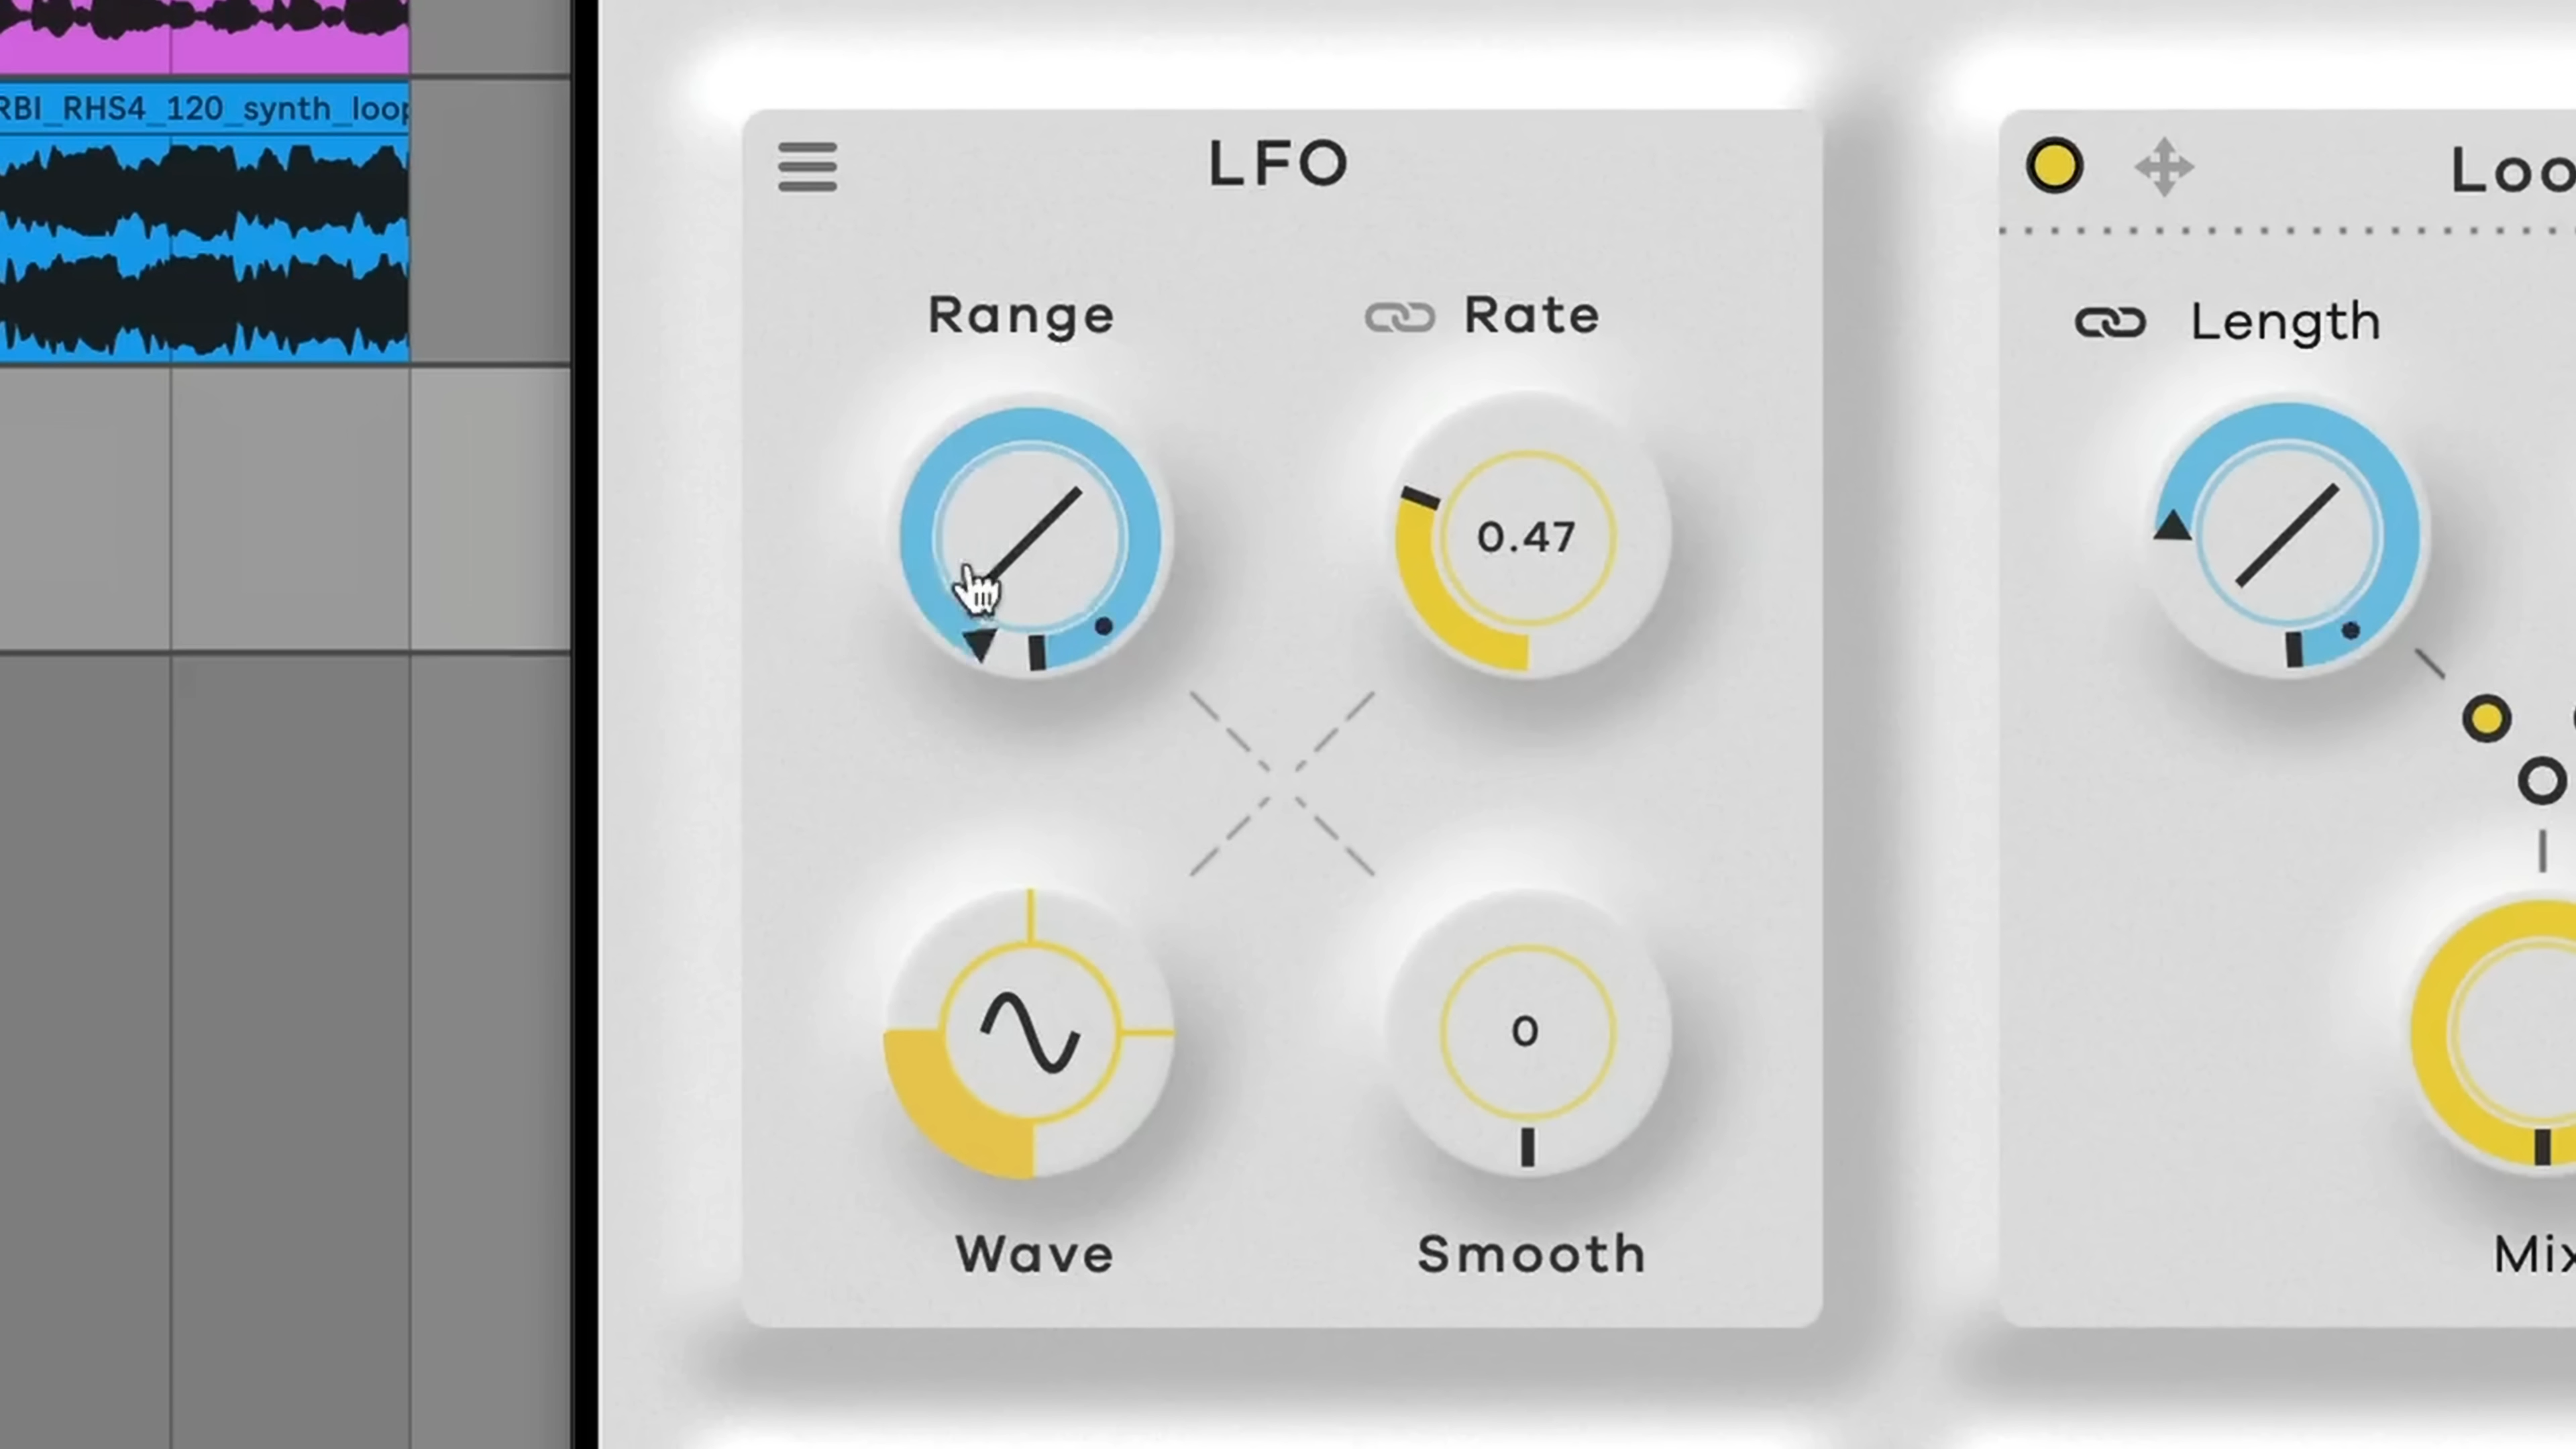 RBI_RHS4_120_synth_loop
LFO
Loo
Range
Rate
Length
0.47
0
Mix
Wave
Smooth